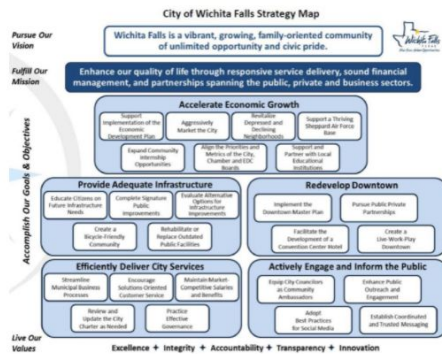 City of Wichita Falls Strategy Map
Pursue Our
Vision
Wichita Falls is a vibrant, growing, family-oriented community
of unlimited opportunity and civic pride.
Wichita Falls
TEXAS
Fulfill Our
Mission
Enhance our quality of life through responsive service delivery, sound financial
management, and partnerships spanning the public, private and business sectors.
Accomplish Our Goals & Objectives
Accelerate Economic Growth
Support
Implementation of the
Economic
Development Plan
Aggressively
Market the City
Revitalize
Depressed and
Declining
Neighborhoods
Support a Thriving
Sheppard Air Force
Base
Expand Community
Internship
Opportunities
Align the Priorities and
Metrics of the City,
Chamber and EDC
Boards
Support and
Partner with Local
Educational
Institutions
Provide Adequate Infrastructure
Educate Citizens on
Future Infrastructure
Needs
Complete Signature
Public
Improvements
Evaluate Alternative
Options for
Infrastructure
Improvements
Create a
Bicycle-Friendly
Community
Rehabilitate or
Replace Outdated
Public Facilities
Redevelop Downtown
Implement the
Downtown Master Plan
Pursue Public Private
Partnerships
Facilitate the
Development of a
Convention Center Hotel
Create a
Live-Work-Play
Downtown
Efficiently Deliver City Services
Streamline
Municipal Business
Processes
Encourage
Solutions Oriented
Customer Service
Maintain Market-
Competitive Salaries
and Benefits
Review and
Update the City
Charter as Needed
Practice
Effective
Governance
Actively Engage and Inform the Public
Equip City Councilors
as Community
Ambassadors
Enhance Public
Outreach and
Engagement
Adopt
Best Practices
for Social Media
Establish Coordinated
and Trusted Messaging
Live Our
Values
Excellence + Integrity + Accountability + Transparency + Innovation